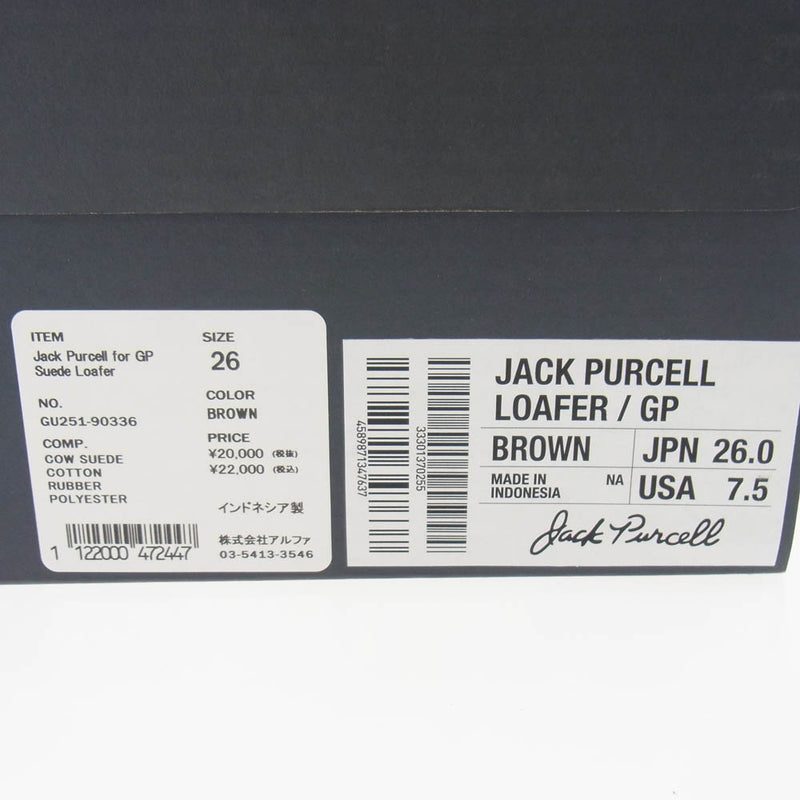 ITEM
Jack Purcell for GP
Suede Loafer
NO.
GU251-90336
COMP.
COW SUEDE
COTTON
RUBBER
POLYESTER
SIZE
26
COLOR
BROWN
PRICE
¥20,000 (税抜)
¥22,000 (税込)
インドネシア製
株式会社アルファ
03-5413-3546
1 122000 472447
4589871347637
33301370255
JACK PURCELL
LOAFER / GP
BROWN JPN 26.0
MADE IN
INDONESIA NA
USA 7.5
Jack Purcell